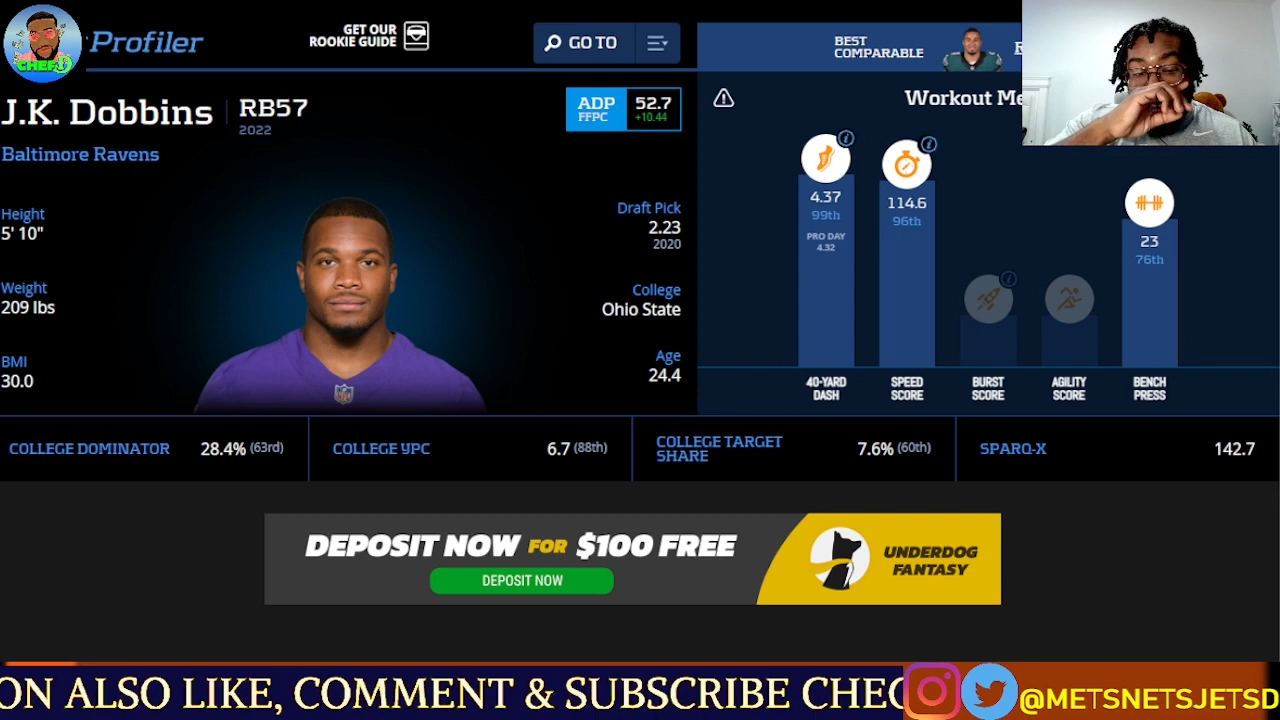 CHEF
Profiler
GET OUR
ROOKIE GUIDE
GO TO
BEST
COMPARABLE
J.K. Dobbins
RB57
2022
ADP
FFPC
52.7
+10.44
Baltimore Ravens
Height
5' 10"
Weight
209 lbs
BMI
30.0
Draft Pick
2.23
2020
College
Ohio State
Age
24.4
Workout Me
4.37
99th
PRO DAY
4.32
114.6
96th
23
76th
40-YARD
DASH
SPEED
SCORE
BURST
SCORE
AGILITY
SCORE
BENCH
PRESS
COLLEGE DOMINATOR
28.4% (63rd)
COLLEGE YPC
6.7 (88th)
COLLEGE TARGET
SHARE
7.6% (60th)
SPARQ-X
142.7
DEPOSIT NOW FOR $100 FREE
DEPOSIT NOW
UNDERDOG
FANTASY
ON ALSO LIKE, COMMENT & SUBSCRIBE CHEC
@METSNETSJETSD